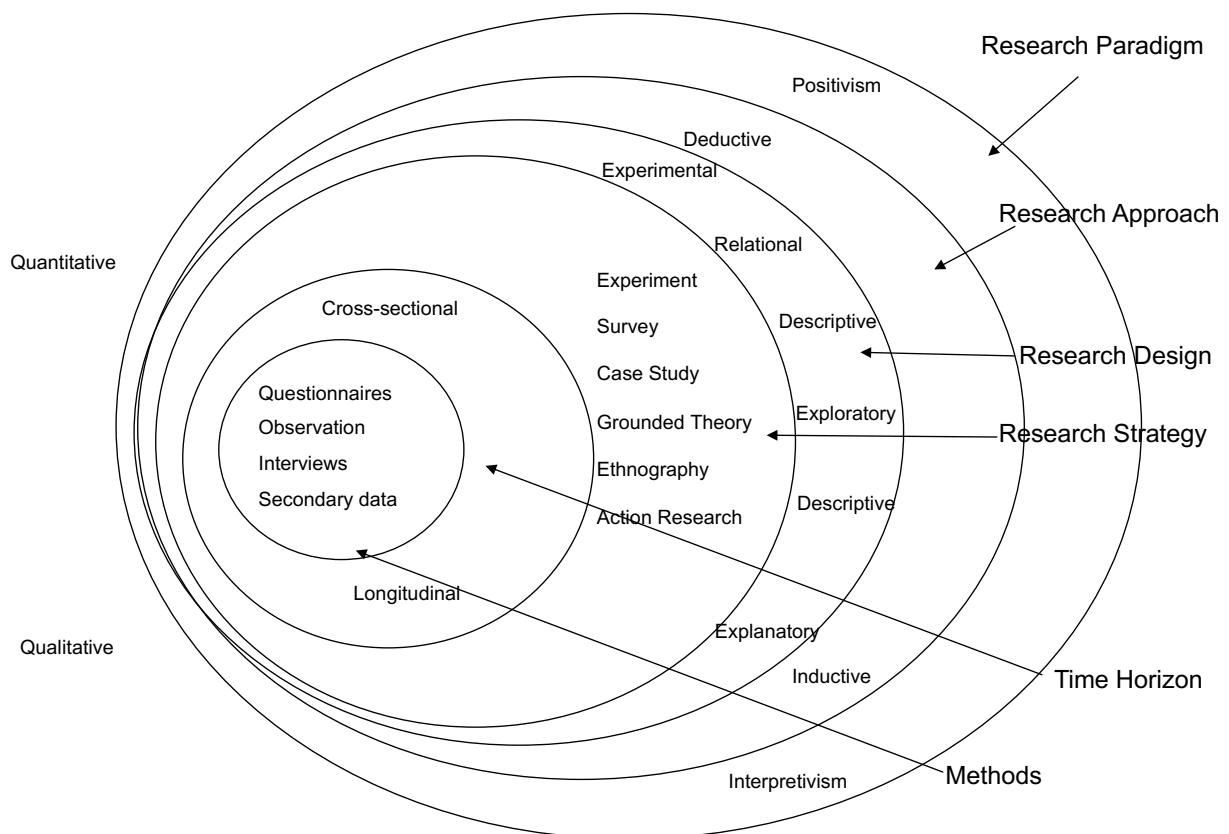 Research Paradigm
Positivism
Deductive
Experimental
Research Approach
Relational
Quantitative
Experiment
Cross-sectional
Survey
Descriptive
Research Design
Case Study
Questionnaires
Exploratory
Grounded Theory
Research Strategy
Observation
Interviews
Ethnography
Secondary data
Descriptive
Action Research
Longitudinal
Explanatory
Qualitative
Inductive
Time Horizon
Methods
Interpretivism